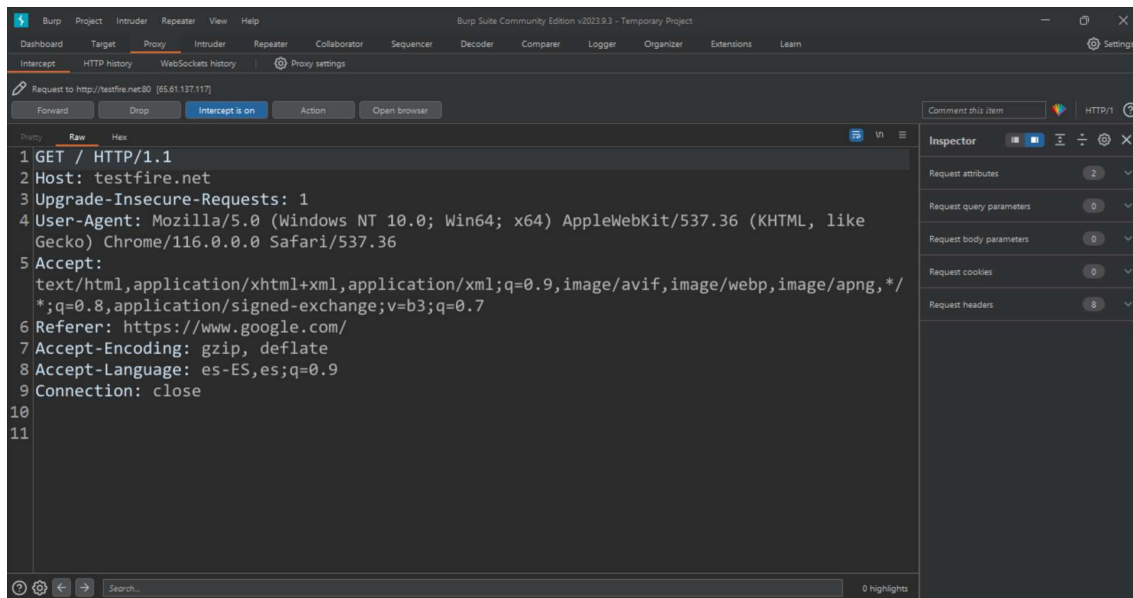 Burp Project Intruder Repeater View Help Burp Suite Community Edition v2023.9.3 - Temporary Project
Dashboard Target Proxy Intruder Repeater Collaborator Sequencer Decoder Comparer Logger Organizer Extensions Learn Settings
Intercept HTTP history WebSockets history Proxy settings
Request to http://testfire.net:80 [65.61.137.117]
Forward Drop Intercept is on Action Open browser Comment this item HTTP/1
Pretty Raw Hex \n Inspector
1 GET / HTTP/1.1
2 Host: testfire.net
3 Upgrade-Insecure-Requests: 1
4 User-Agent: Mozilla/5.0 (Windows NT 10.0; Win64; x64) AppleWebKit/537.36 (KHTML, like
Gecko) Chrome/116.0.0.0 Safari/537.36
5 Accept:
text/html,application/xhtml+xml,application/xml;q=0.9,image/avif,image/webp,image/apng,*/
*;q=0.8,application/signed-exchange;v=b3;q=0.7
6 Referer: https://www.google.com/
7 Accept-Encoding: gzip, deflate
8 Accept-Language: es-ES,es;q=0.9
9 Connection: close
10
11
Request attributes 2
Request query parameters 0
Request body parameters 0
Request cookies 0
Request headers 8
Search... 0 highlights